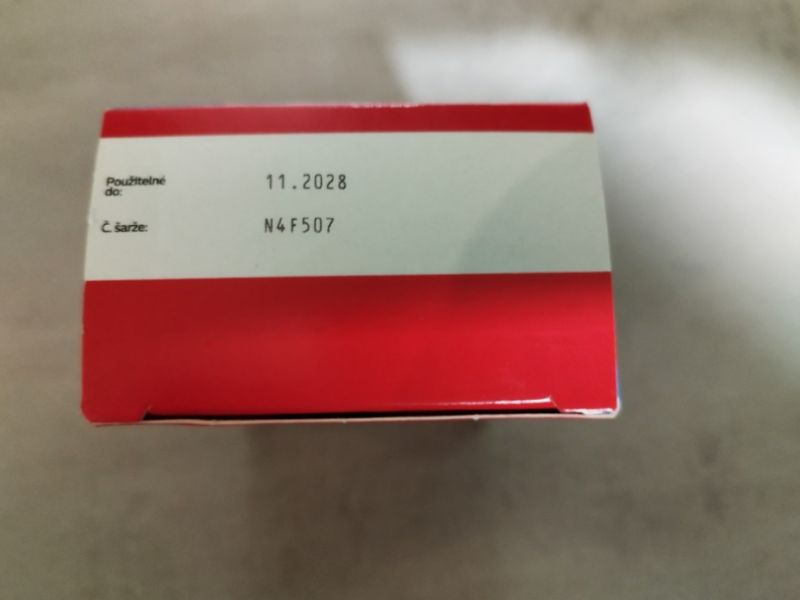 Použitelné
do: 11.2028
Č. šarže: N4F507